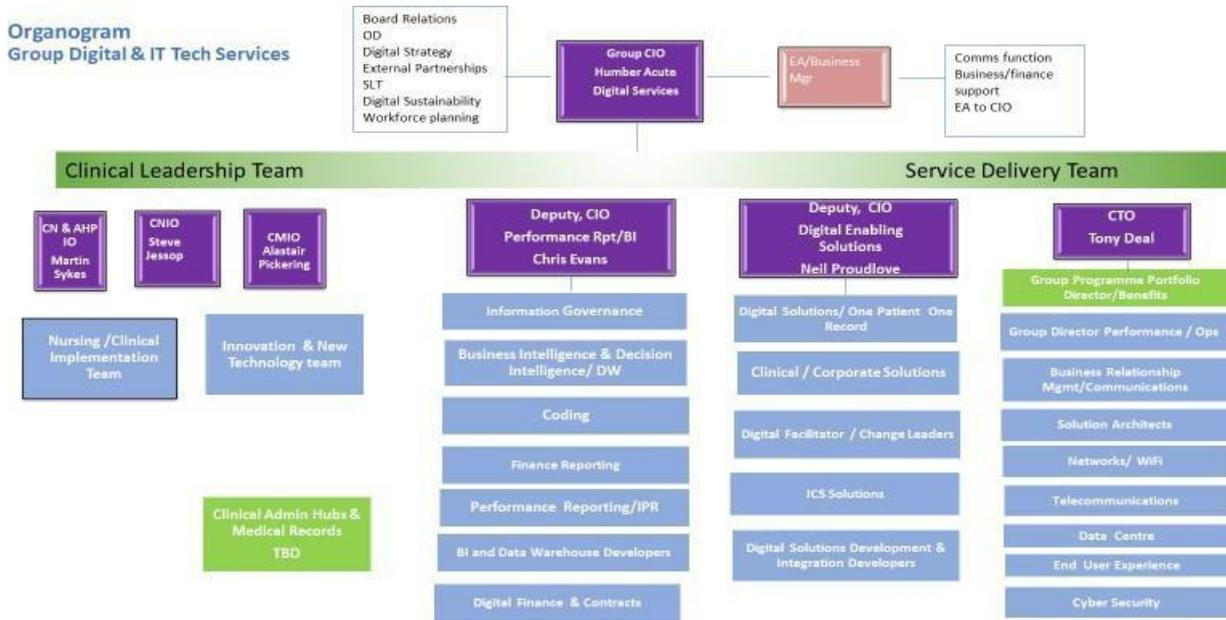 Organogram
Group Digital & IT Tech Services
Board Relations
OD
Digital Strategy
External Partnerships
SLT
Digital Sustainability
Workforce planning
Group CIO
Humber Acute
Digital Services
EA/Business
Mgr
Comms function
Business/finance
support
EA to CIO
Clinical Leadership Team
Service Delivery Team
CN & AHP
IO
Martin
Sykes
CNIO
Steve
Jessop
CMIO
Alastair
Pickering
Nursing /Clinical
Implementation
Team
Innovation & New
Technology team
Clinical Admin Hubs &
Medical Records
TBD
Deputy, CIO
Performance Rpt/BI
Chris Evans
Information Governance
Business Intelligence & Decision
Intelligence/ DW
Coding
Finance Reporting
Performance Reporting/IPR
BI and Data Warehouse Developers
Digital Finance & Contracts
Deputy, CIO
Digital Enabling
Solutions
Neil Proudlove
Digital Solutions/ One Patient One
Record
Clinical / Corporate Solutions
Digital Facilitator / Change Leaders
ICS Solutions
Digital Solutions Development &
Integration Developers
CTO
Tony Deal
Group Programme Portfolio
Director/Benefits
Group Director Performance / Ops
Business Relationship
Mgmt/Communications
Solution Architects
Networks/ WiFi
Telecommunications
Data Centre
End User Experience
Cyber Security